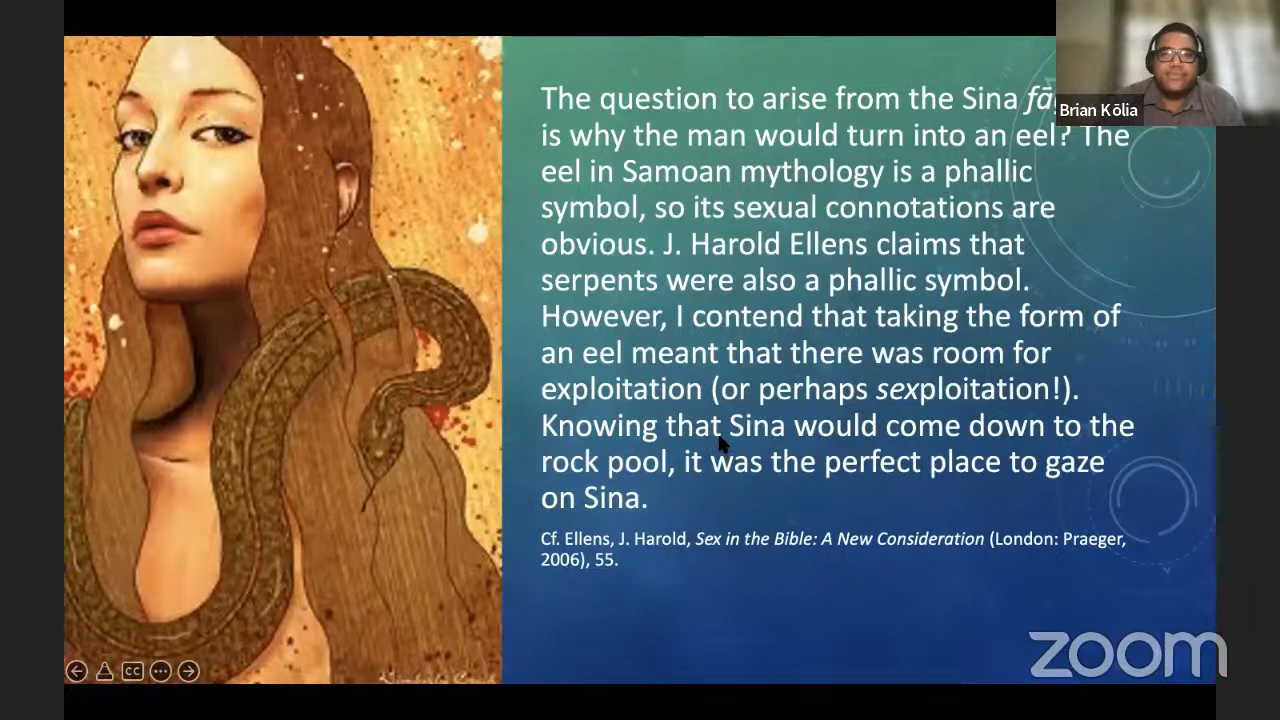 The question to arise from the Sina
is why the man would turn into an eel? The
eel in Samoan mythology is a phallic
symbol, so its sexual connotations are
obvious. J. Harold Ellens claims that
serpents were also a phallic symbol.
However, I contend that taking the form of
an eel meant that there was room for
exploitation (or perhaps sexploitation!).
Knowing that Sina would come down to the
rock pool, it was the perfect place to gaze
on Sina.
Cf. Ellens, J. Harold, Sex in the Bible: A New Consideration (London: Praeger,
2006), 55.
Brian Kōlia
CC
zoom